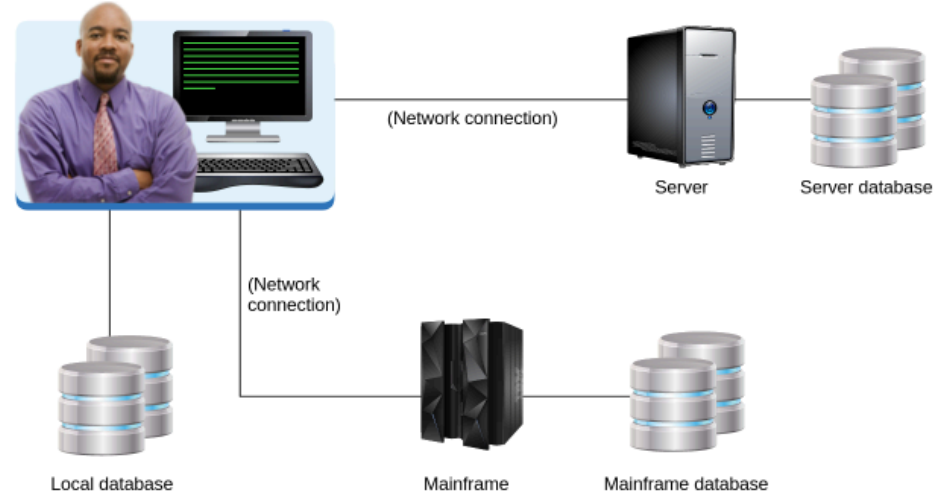 (Network connection)
Server
Server database
(Network
connection)
Local database
Mainframe
Mainframe database